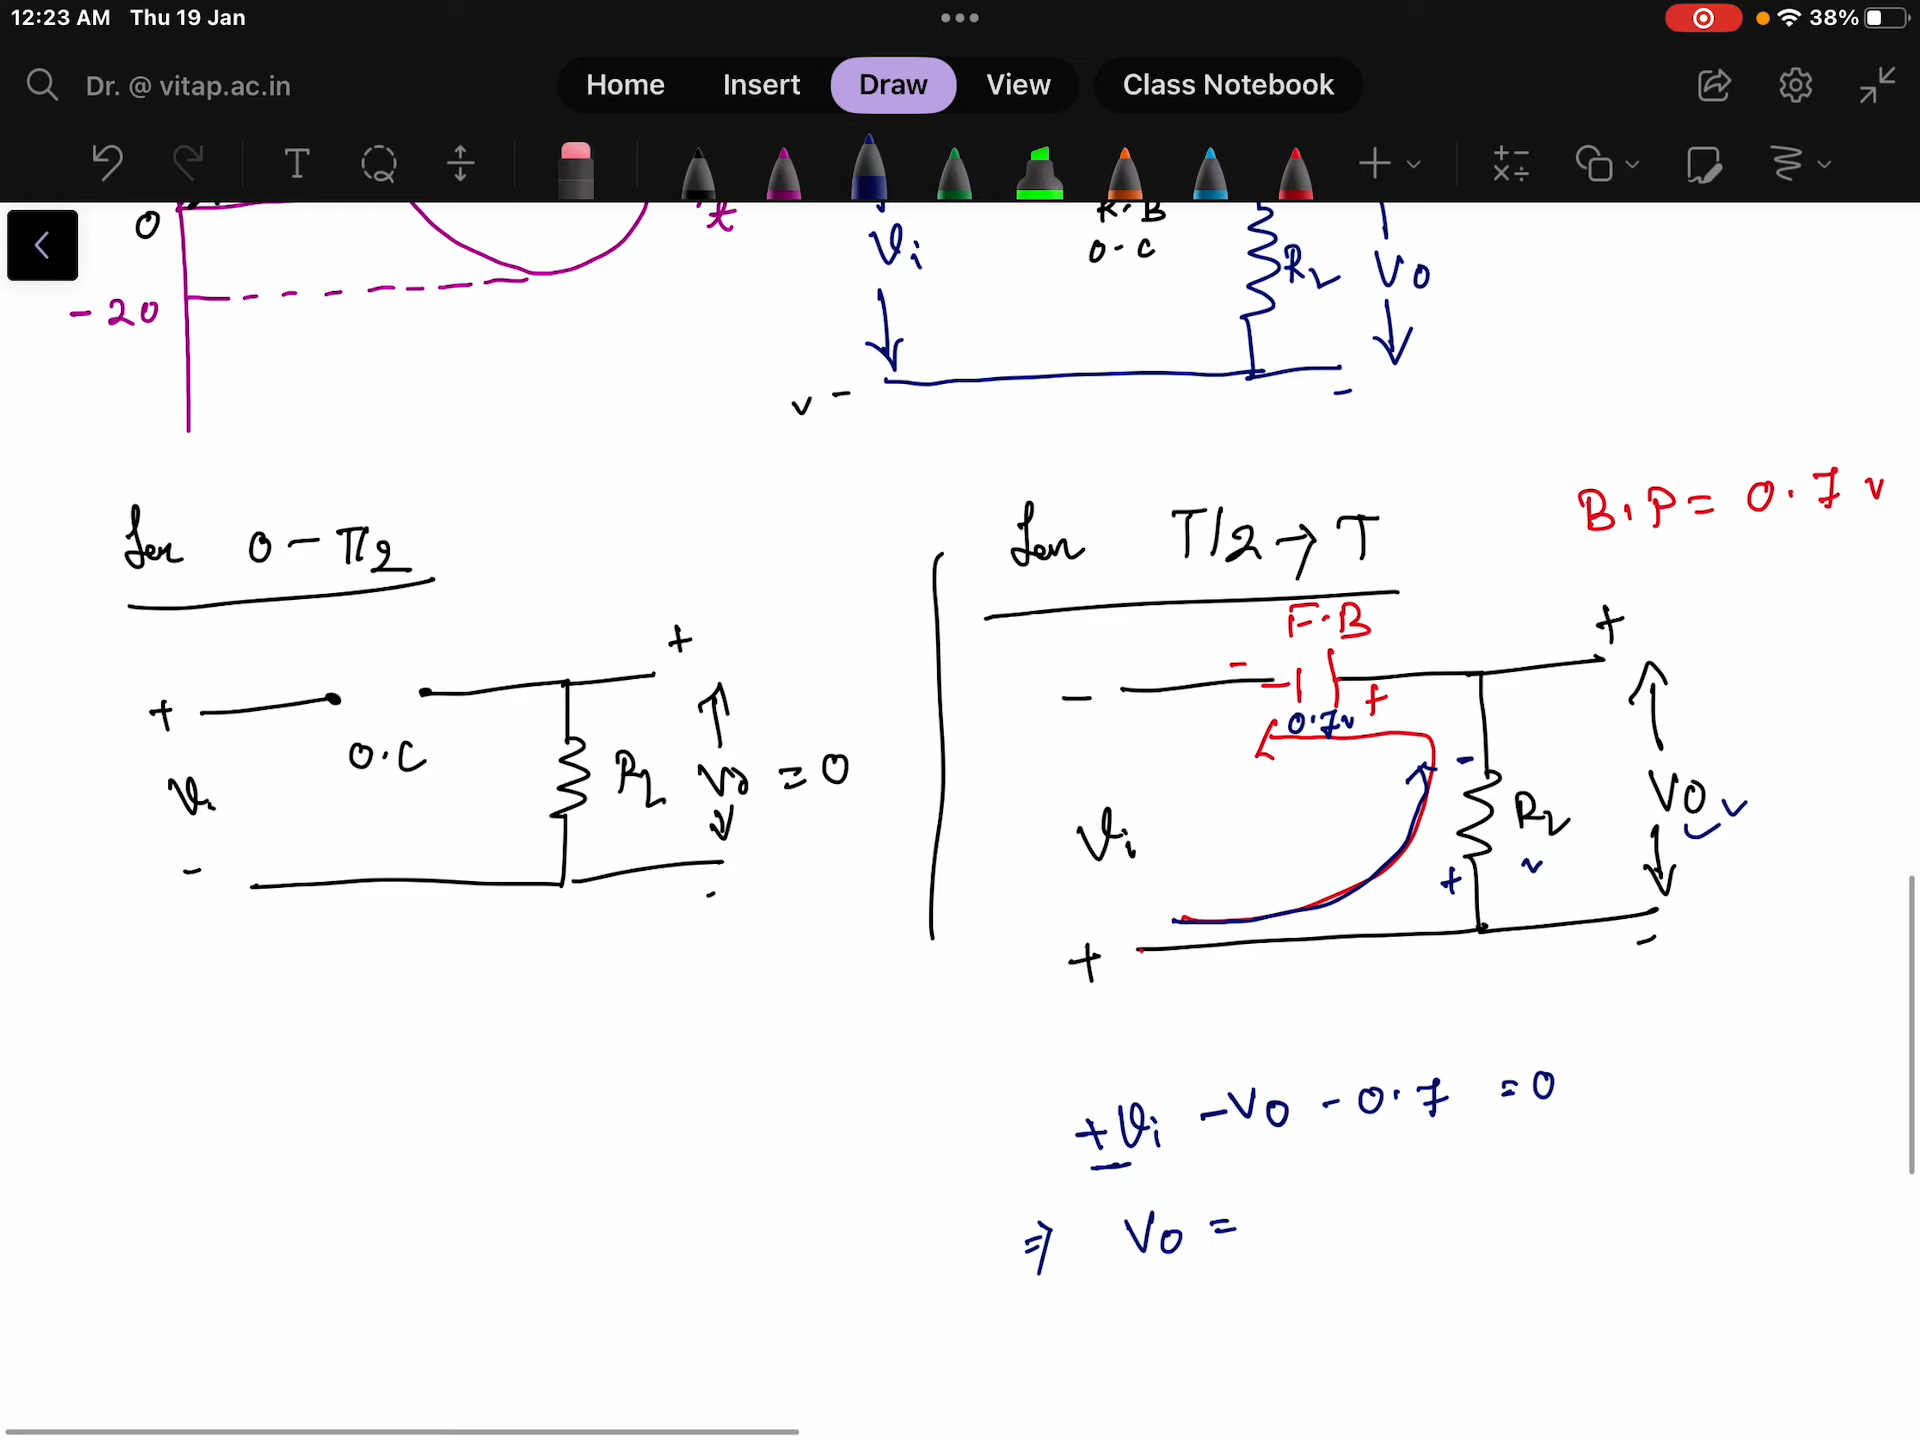 12:23 AM Thu 19 Jan
38%
Dr. @ vitap.ac.in
Home Insert Draw View Class Notebook
T
0
t
-20
Vi
R.B
O-C
RL
VO
v -
-
B.P = 0.7 v
for 0 - T/2
for T/2 → T
F.B
+
-
-
+
+
0.7v
+
O.C
Vi
RL
Vo = 0
-
-
Vi
-
RL
+
VO
+
-
+Vi - VO - 0.7 = 0
⇒ VO =